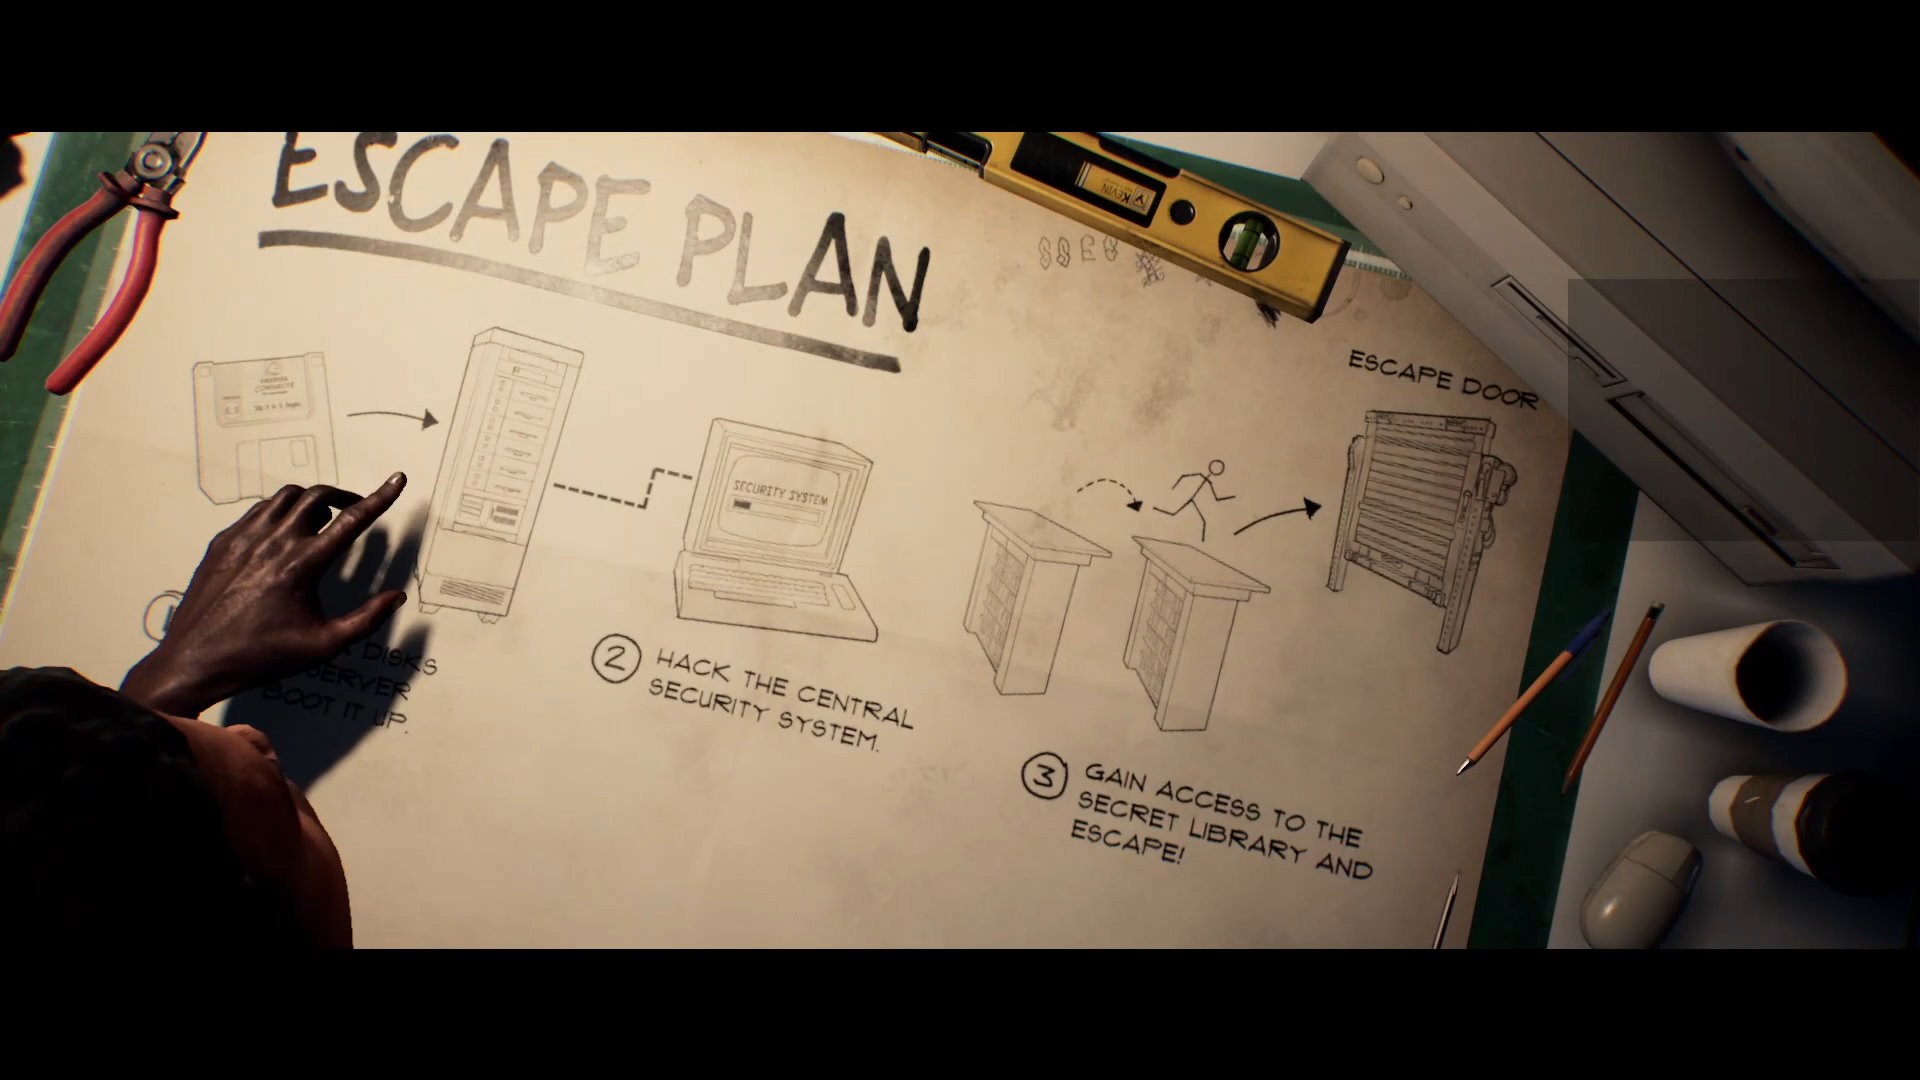 ESCAPE PLAN
KEVIN
ESCAPE DOOR
SECURITY SYSTEM
DISKS
SERVER
BOOT IT UP.
2 HACK THE CENTRAL
SECURITY SYSTEM.
3 GAIN ACCESS TO THE
SECRET LIBRARY AND
ESCAPE!